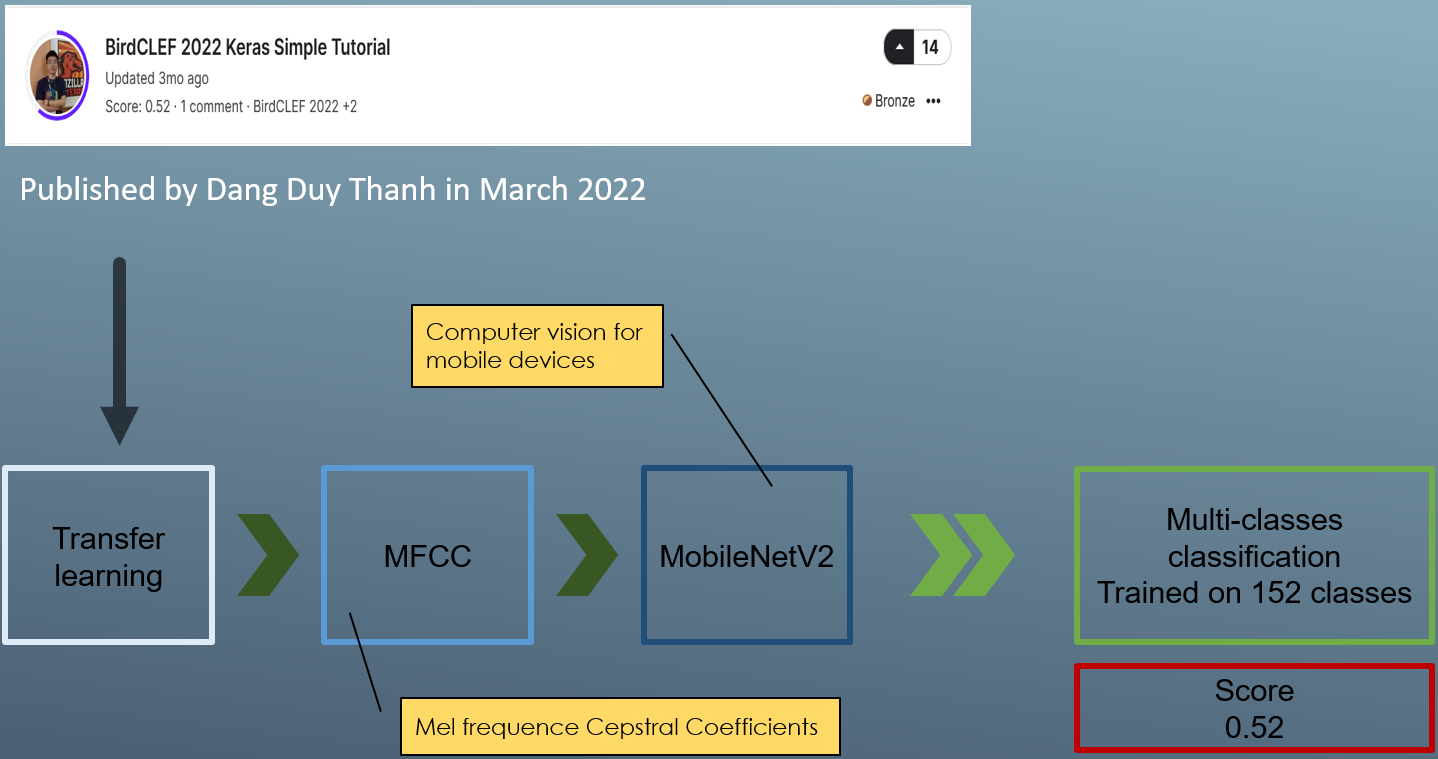 BirdCLEF 2022 Keras Simple Tutorial
Updated 3mo ago
Score: 0.52 · 1 comment · BirdCLEF 2022 +2
14
Bronze
Published by Dang Duy Thanh in March 2022
Computer vision for
mobile devices
Transfer
learning
MFCC
MobileNetV2
Multi-classes
classification
Trained on 152 classes
Mel frequence Cepstral Coefficients
Score
0.52